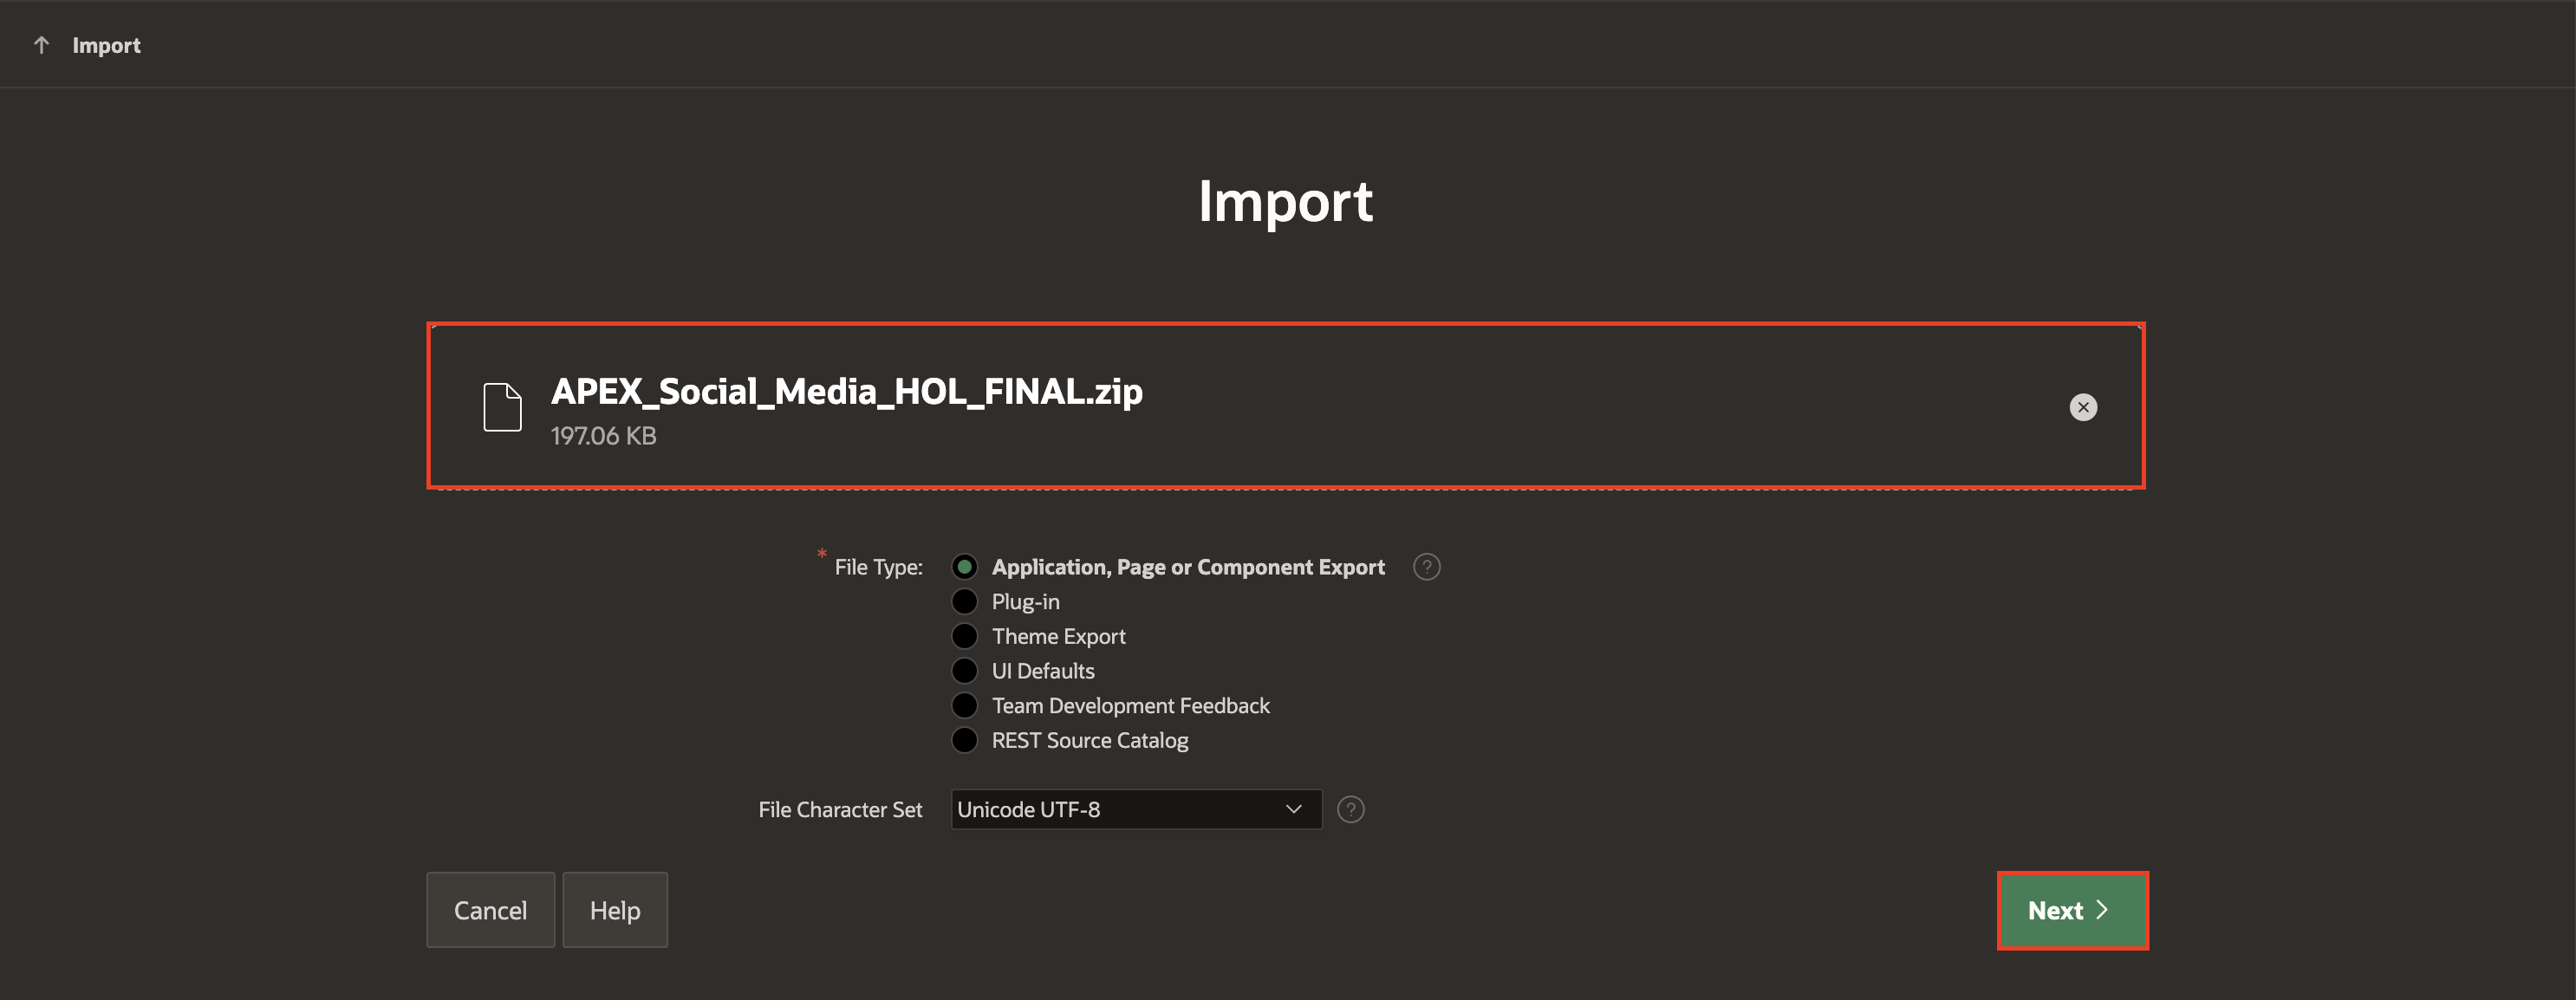 Import
Import
APEX_Social_Media_HOL_FINAL.zip
197.06 KB
* File Type:
Application, Page or Component Export ?
Plug-in
Theme Export
UI Defaults
Team Development Feedback
REST Source Catalog
File Character Set Unicode UTF-8 ?
Cancel Help Next